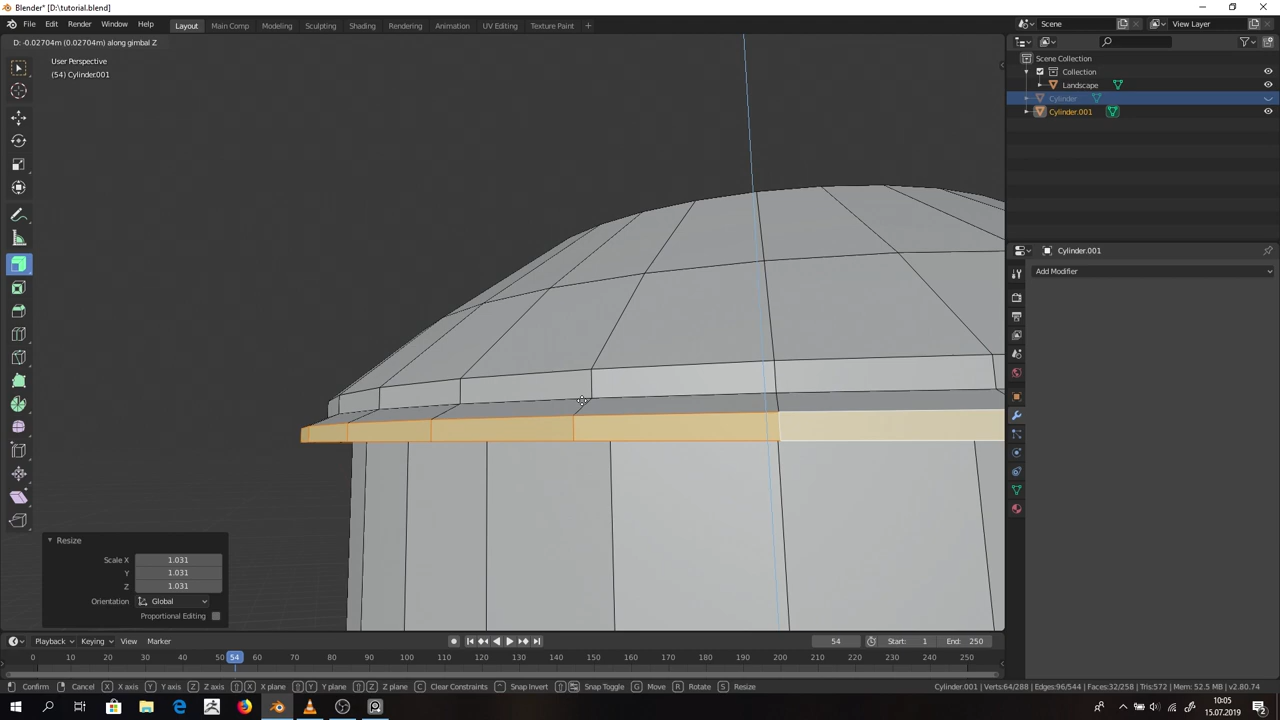 Blender* [D:\tutorial.blend]
File Edit Render Window Help Layout Main Comp Modeling Sculpting Shading Rendering Animation UV Editing Texture Paint + Scene View Layer
D: -0.02704m (0.02704m) along gimbal Z
User Perspective
(54) Cylinder.001
Scene Collection
Collection
Landscape
Cylinder
Cylinder.001
Cylinder.001
Add Modifier
Resize
Scale X 1.031
Y 1.031
Z 1.031
Orientation Global
Proportional Editing
Playback Keying View Marker 54 Start: 1 End: 250
0 10 20 30 40 50 54 60 70 80 90 100 110 120 130 140 150 160 170 180 190 200 210 220 230 240 250
Confirm Cancel X X axis Y Y axis Z Z axis X X plane Y Y plane Z Z plane C Clear Constraints Snap Invert Snap Toggle G Move R Rotate S Resize Cylinder.001 | Verts:64/288 | Edges:96/544 | Faces:32/258 | Tris:572 | Mem: 52.5 MB | v2.80.74
10:05
15.07.2019